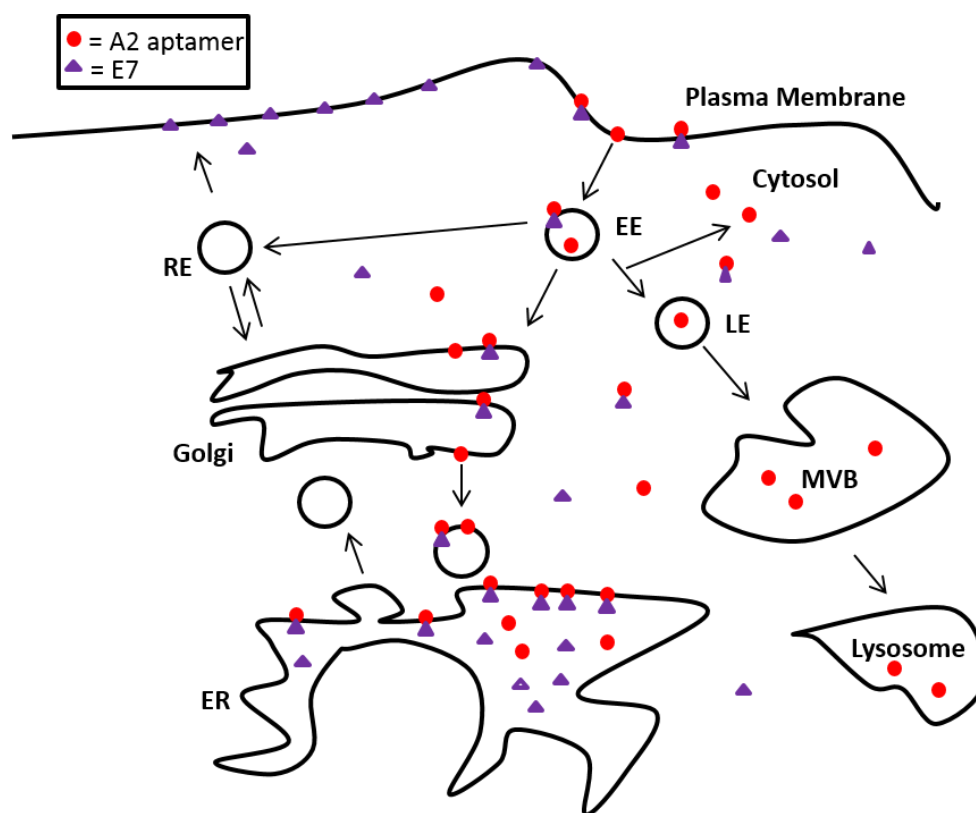 = A2 aptamer
= E7
Plasma Membrane
Cytosol
EE
RE
LE
Golgi
MVB
Lysosome
ER